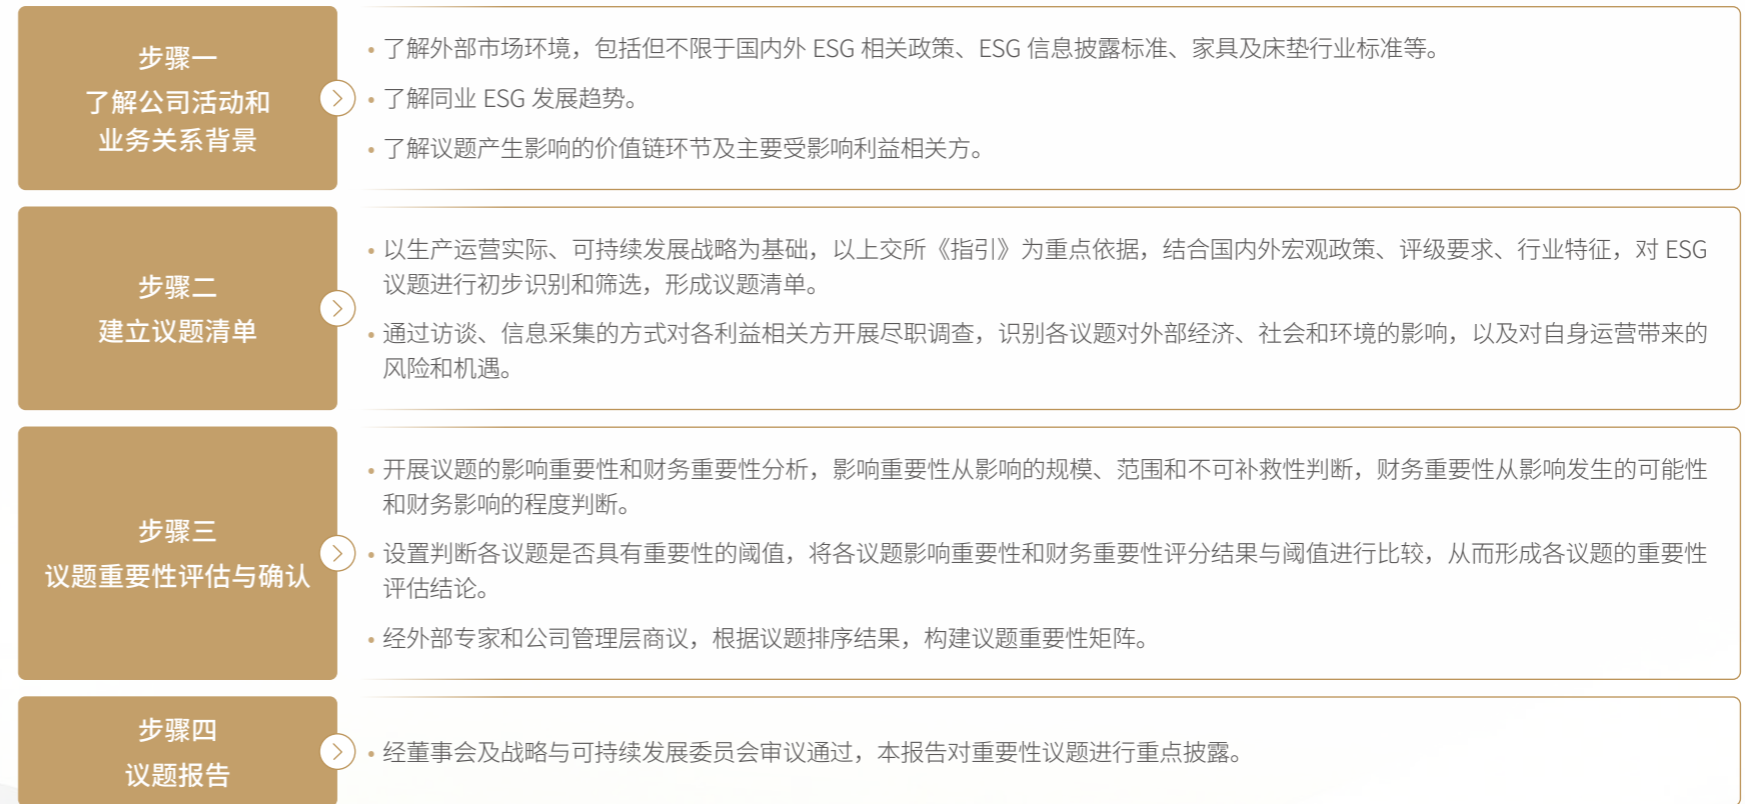 步骤一
了解公司活动和
业务关系背景
• 了解外部市场环境，包括但不限于国内外 ESG 相关政策、ESG 信息披露标准、家具及床垫行业标准等。
• 了解同业 ESG 发展趋势。
• 了解议题产生影响的价值链环节及主要受影响利益相关方。
步骤二
建立议题清单
• 以生产运营实际、可持续发展战略为基础，以上交所《指引》为重点依据，结合国内外宏观政策、评级要求、行业特征，对 ESG
议题进行初步识别和筛选，形成议题清单。
• 通过访谈、信息采集的方式对各利益相关方开展尽职调查，识别各议题对外部经济、社会和环境的影响，以及对自身运营带来的
风险和机遇。
步骤三
议题重要性评估与确认
• 开展议题的影响重要性和财务重要性分析，影响重要性从影响的规模、范围和不可补救性判断，财务重要性从影响发生的可能性
和财务影响的程度判断。
• 设置判断各议题是否具有重要性的阈值，将各议题影响重要性和财务重要性评分结果与阈值进行比较，从而形成各议题的重要性
评估结论。
• 经外部专家和公司管理层商议，根据议题排序结果，构建议题重要性矩阵。
步骤四
议题报告
• 经董事会及战略与可持续发展委员会审议通过，本报告对重要性议题进行重点披露。